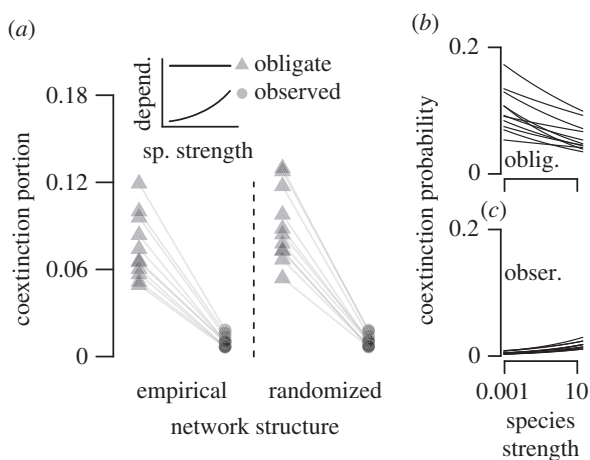 (a)
depend.
sp. strength
obligate
observed
coextinction portion
0.18
0.12
0.06
0
empirical
randomized
network structure
(b)
0.2
0
oblig.
coextinction probability
(c)
0.2
obser.
0
0.001
10
species
strength